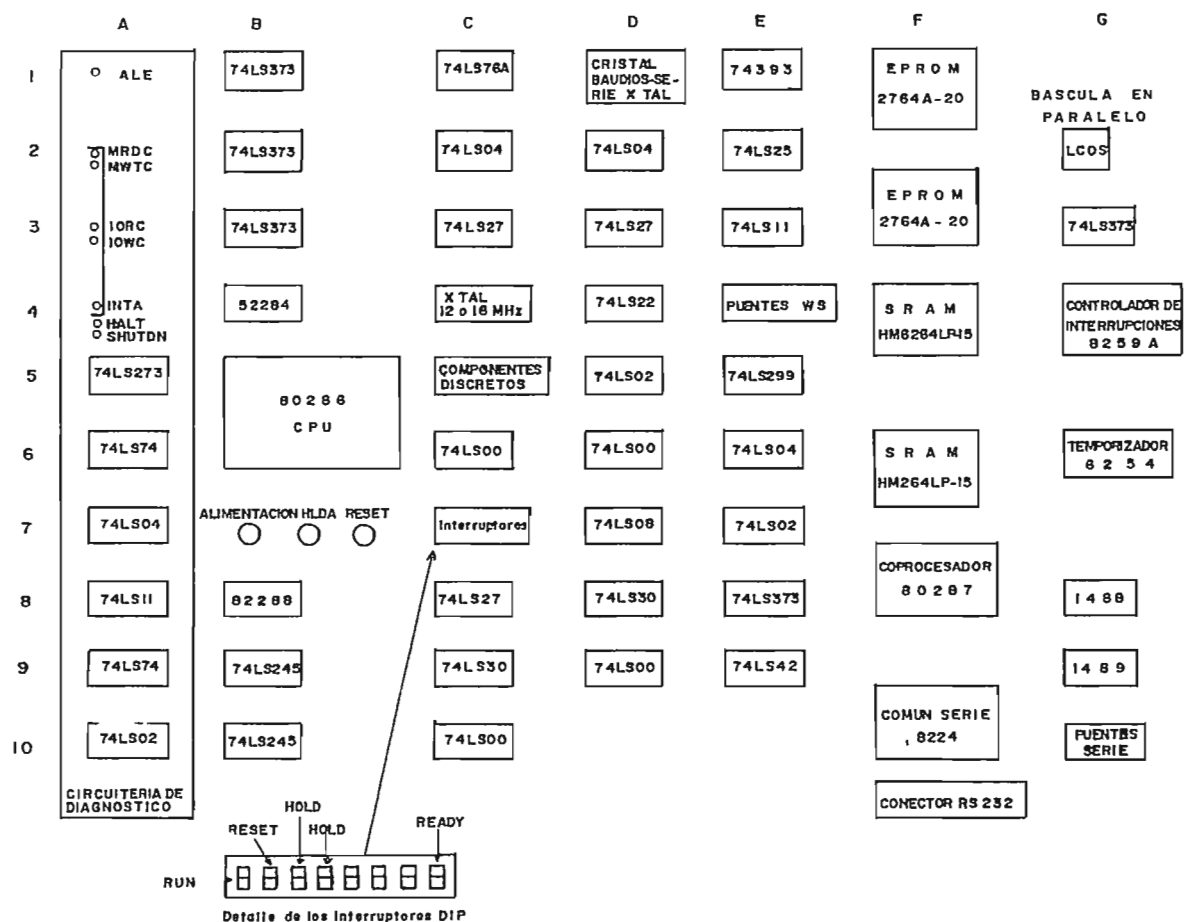 A B C D E F G
1 ALE 74LS373 74LS76A CRISTAL
BAUDIOS-SE-
RIE X TAL 74393 EPROM
2764A-20
BASCULA EN
PARALELO
2 MRDC
MWTC 74LS373 74LS04 74LS04 74LS25 LCOS
3 IORC
IOWC 74LS373 74LS27 74LS27 74LS11 EPROM
2764A-20 74LS373
4 INTA
HALT
SHUTDN 52284 X TAL
12 o 16 MHz 74LS22 PUENTES WS SRAM
HM6264LP-15 CONTROLADOR DE
INTERRUPCIONES
8259A
5 74LS273 80286
CPU COMPONENTES
DISCRETOS 74LS02 74LS299
6 74LS74 74LS00 74LS00 74LS04 SRAM
HM264LP-15 TEMPORIZADOR
8254
7 74LS04 ALIMENTACION HLDA RESET Interruptores 74LS08 74LS02
8 74LS11 82288 74LS27 74LS30 74LS373 COPROCESADOR
80287 1488
9 74LS74 74LS245 74LS30 74LS00 74LS42 1489
10 74LS02 74LS245 74LS00 COMUN SERIE
8224 PUENTES
SERIE
CIRCUITERIA DE
DIAGNOSTICO
CONECTOR RS 232
HOLD
RESET HOLD READY
RUN
Detalle de los Interruptores DIP